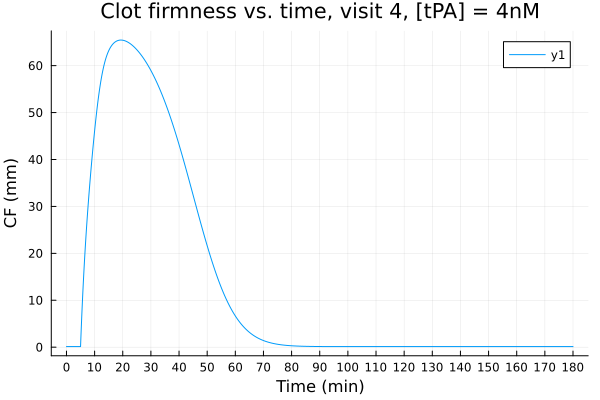 Clot firmness vs. time, visit 4, [tPA] = 4nM
y1
CF (mm)
60
50
40
30
20
10
0
0 10 20 30 40 50 60 70 80 90 100 110 120 130 140 150 160 170 180
Time (min)